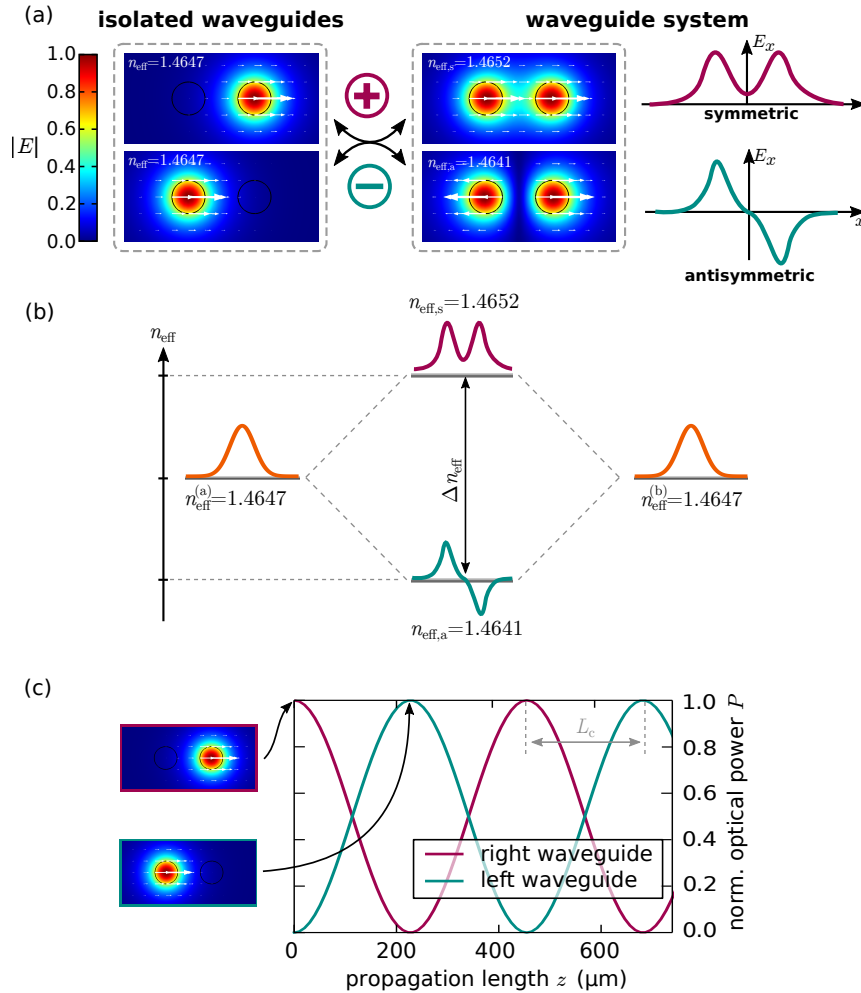 (a)
isolated waveguides
waveguide system
1.0
0.8
0.6
0.4
0.2
0.0
|E|
n_eff=1.4647
n_eff=1.4647
+
−
n_eff,s=1.4652
n_eff,a=1.4641
E_x
symmetric
E_x
x
antisymmetric
(b)
n_eff
n_eff,s=1.4652
n_eff^(a)=1.4647
Δn_eff
n_eff^(b)=1.4647
n_eff,a=1.4641
(c)
L_c
right waveguide
left waveguide
1.0
0.8
0.6
0.4
0.2
0.0
norm. optical power P
0
200
400
600
propagation length z (μm)